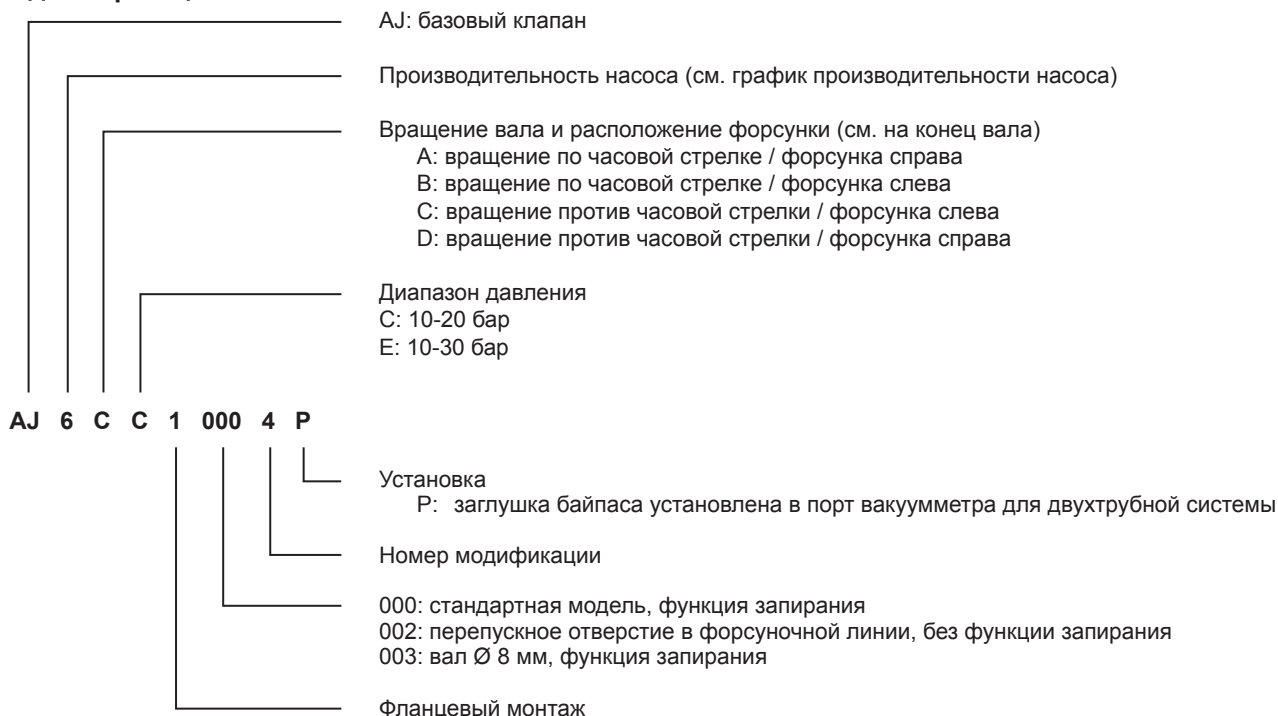 AJ: базовый клапан
Производительность насоса (см. график производительности насоса)
Вращение вала и расположение форсунки (см. на конец вала)
A: вращение по часовой стрелке / форсунка справа
B: вращение по часовой стрелке / форсунка слева
C: вращение против часовой стрелки / форсунка слева
D: вращение против часовой стрелки / форсунка справа
Диапазон давления
C: 10-20 бар
E: 10-30 бар
AJ 6 C C 1 000 4 P
Установка
P: заглушка байпаса установлена в порт вакуумметра для двухтрубной системы
Номер модификации
000: стандартная модель, функция запирания
002: перепускное отверстие в форсуночной линии, без функции запирания
003: вал Ø 8 мм, функция запирания
Фланцевый монтаж